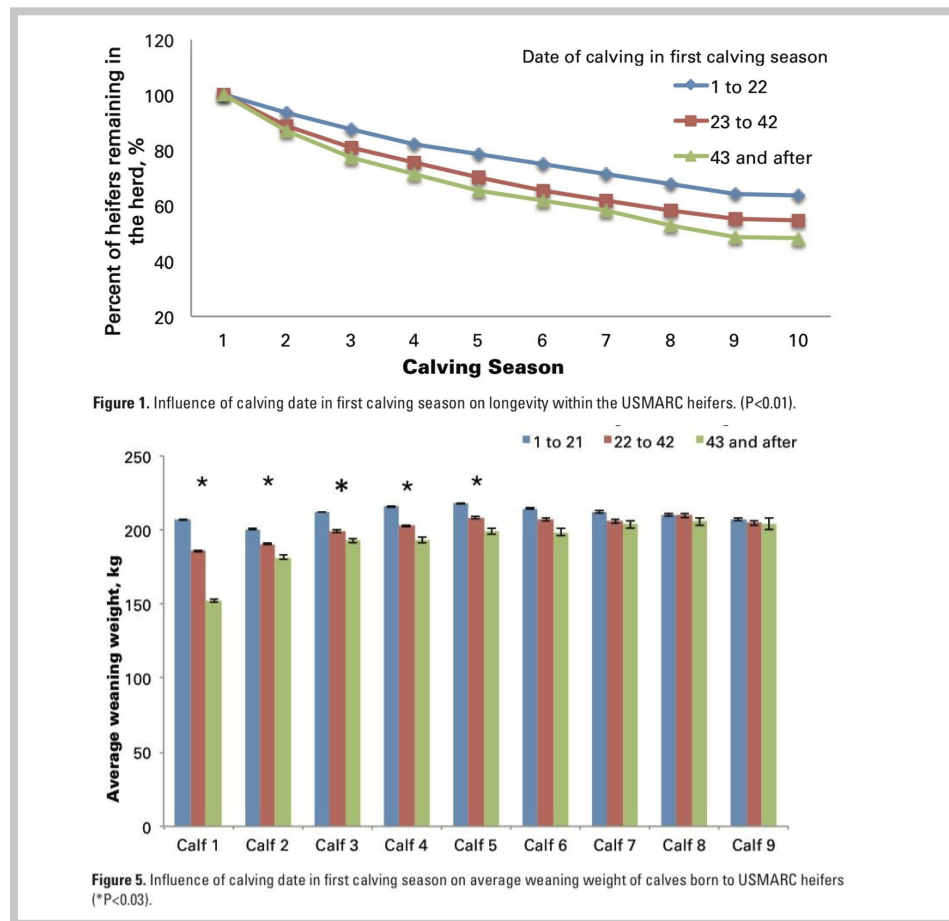 120
100
80
60
40
20
Percent of heifers remaining in
the herd, %
Date of calving in first calving season
1 to 22
23 to 42
43 and after
1 2 3 4 5 6 7 8 9 10
Calving Season
Figure 1. Influence of calving date in first calving season on longevity within the USMARC heifers. (P<0.01).
1 to 21 22 to 42 43 and after
250
200
150
100
50
0
Average weaning weight, kg
* * * * *
Calf 1 Calf 2 Calf 3 Calf 4 Calf 5 Calf 6 Calf 7 Calf 8 Calf 9
Figure 5. Influence of calving date in first calving season on average weaning weight of calves born to USMARC heifers
(*P<0.03).